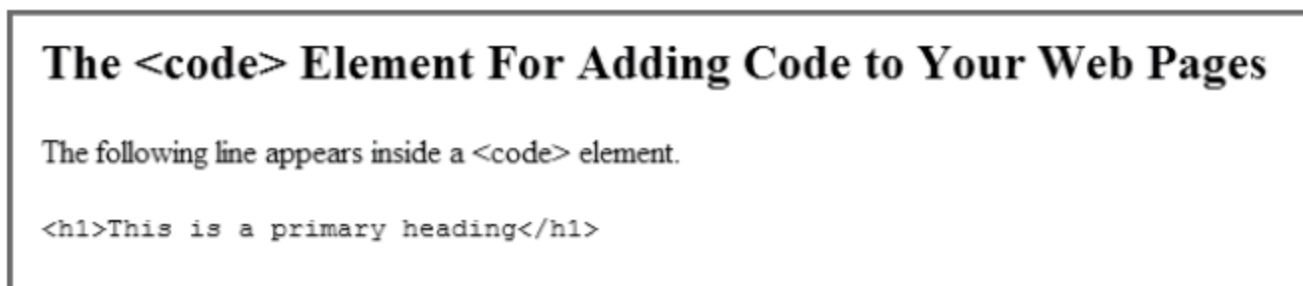 The <code> Element For Adding Code to Your Web Pages
The following line appears inside a <code> element.
<h1>This is a primary heading</h1>